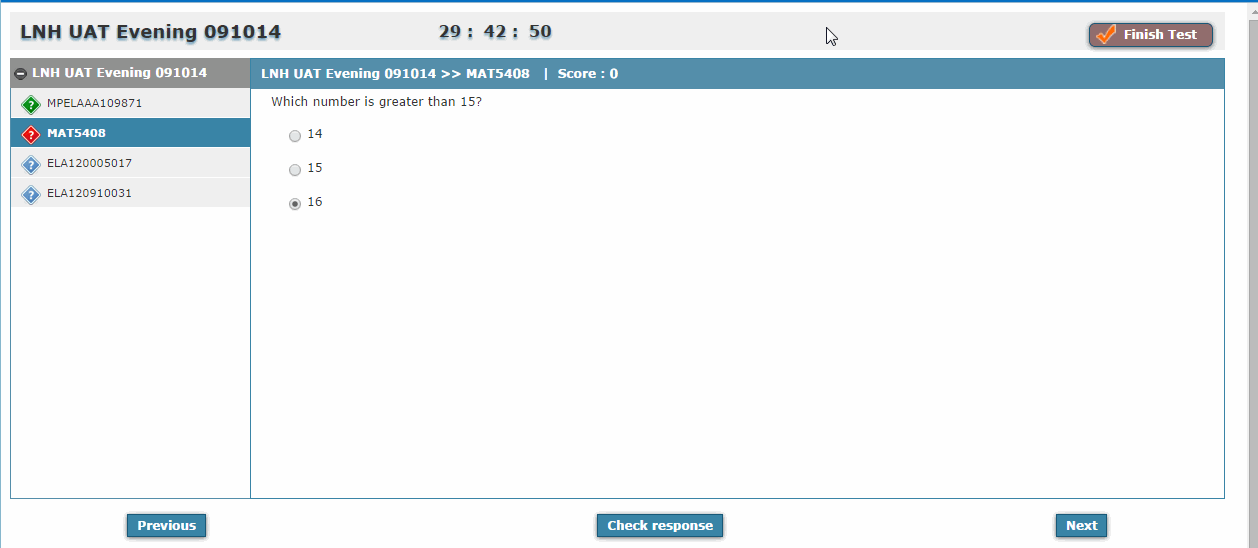 LNH UAT Evening 091014
29 : 42 : 50
Finish Test
LNH UAT Evening 091014
MPELAAA109871
MAT5408
ELA120005017
ELA120910031
LNH UAT Evening 091014 >> MAT5408 | Score : 0
Which number is greater than 15?
14
15
16
Previous
Check response
Next